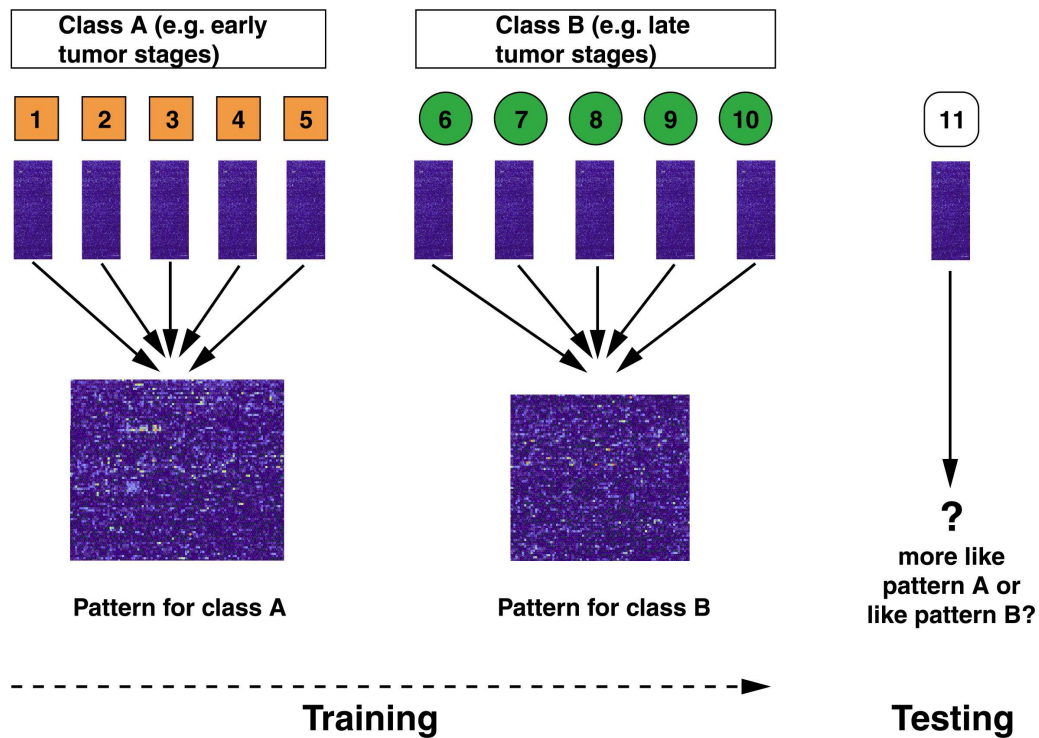 Class A (e.g. early
tumor stages)
Class B (e.g. late
tumor stages)
1 2 3 4 5 6 7 8 9 10 11
?
more like
pattern A or
like pattern B?
Pattern for class A
Pattern for class B
Training
Testing